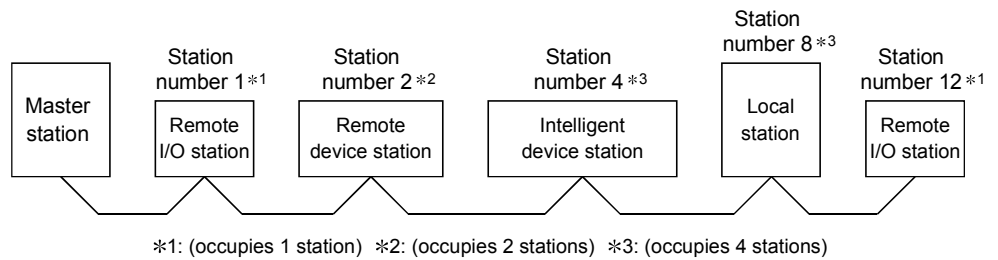 Station
number 1*1
Station
number 2*2
Station
number 4*3
Station
number 8*3
Station
number 12*1
Master
station
Remote
I/O station
Remote
device station
Intelligent
device station
Local
station
Remote
I/O station
*1: (occupies 1 station) *2: (occupies 2 stations) *3: (occupies 4 stations)